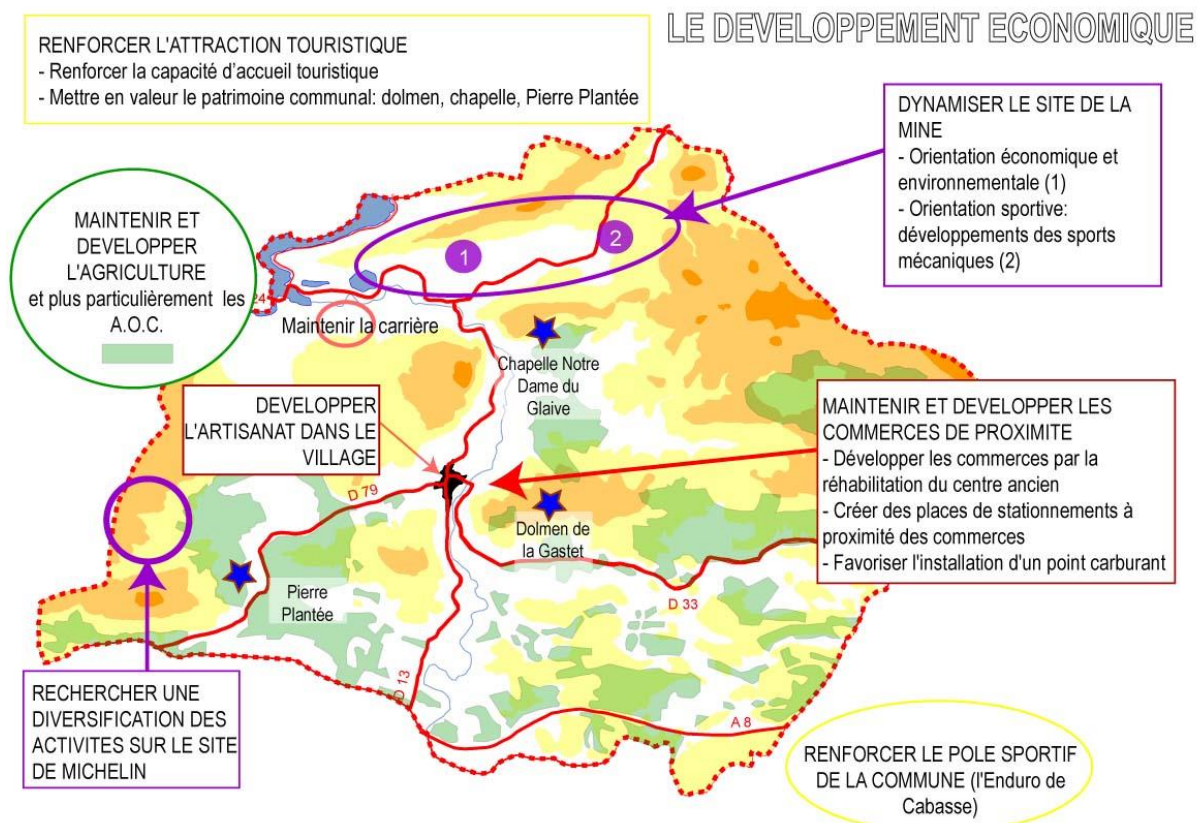 LE DEVELOPPEMENT ECONOMIQUE
RENFORCER L'ATTRACTION TOURISTIQUE
- Renforcer la capacité d'accueil touristique
- Mettre en valeur le patrimoine communal: dolmen, chapelle, Pierre Plantée
DYNAMISER LE SITE DE LA
MINE
- Orientation économique et
environnementale (1)
- Orientation sportive:
développements des sports
mécaniques (2)
MAINTENIR ET
DEVELOPPER
L'AGRICULTURE
et plus particulièrement les
A.O.C.
1
2
24
Maintenir la carrière
Chapelle Notre
Dame du
Glaive
DEVELOPPER
L'ARTISANAT DANS LE
VILLAGE
MAINTENIR ET DEVELOPPER LES
COMMERCES DE PROXIMITE
- Développer les commerces par la
réhabilitation du centre ancien
- Créer des places de stationnements à
proximité des commerces
- Favoriser l'installation d'un point carburant
D 79
Dolmen de
la Gastet
Pierre
Plantée
D 33
D 13
A 8
RECHERCHER UNE
DIVERSIFICATION DES
ACTIVITES SUR LE SITE
DE MICHELIN
RENFORCER LE POLE SPORTIF
DE LA COMMUNE (l'Enduro de
Cabasse)